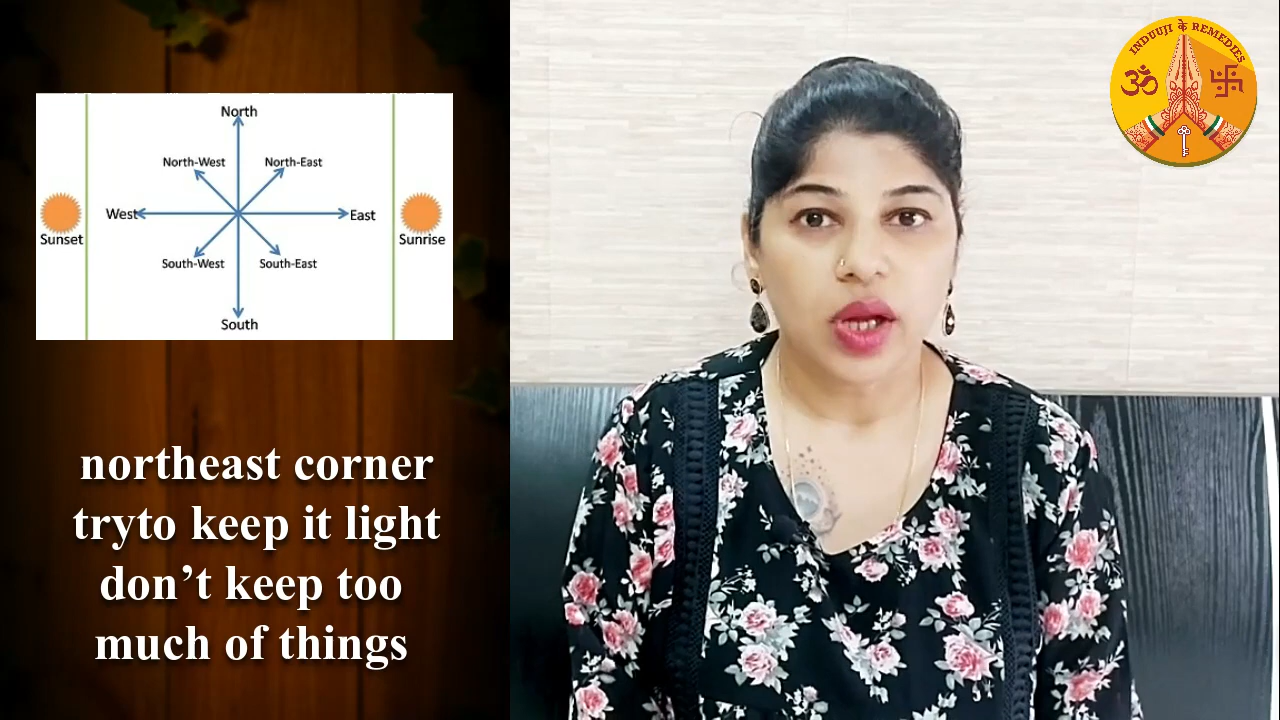 North
North-West
North-East
West
East
Sunset
Sunrise
South-West
South-East
South
northeast corner
tryto keep it light
don’t keep too
much of things
INDUUJI के REMEDIES
ॐ